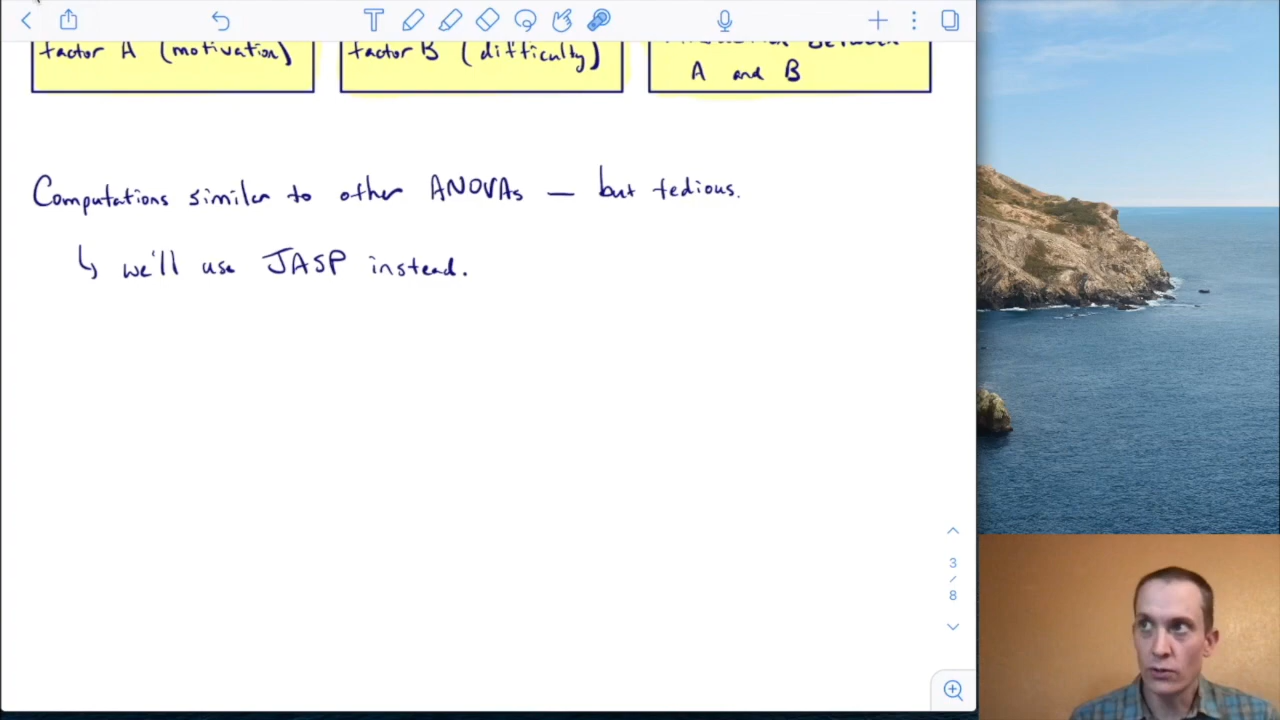 factor A (motivation)
factor B (difficulty)
between
A and B
Computations similar to other ANOVAs — but tedious.
↳ we'll use JASP instead.
3
/
8